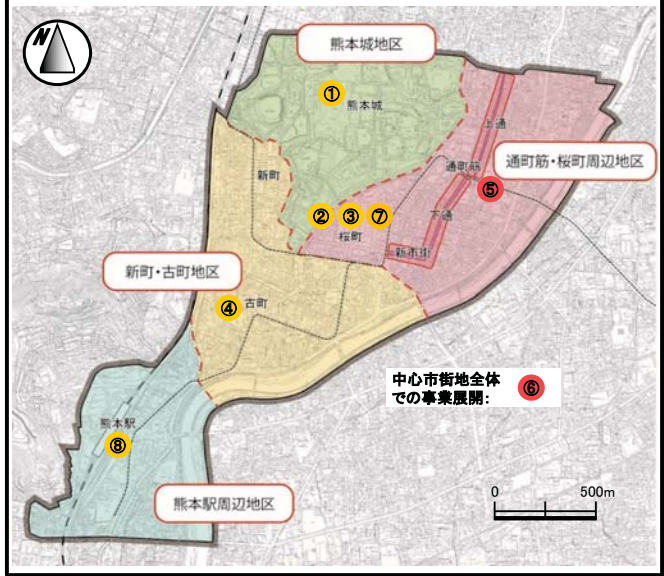 N
熊本城地区
①
熊本城
上通
新町
通町筋
通町筋・桜町周辺地区
⑤
② ③ ⑦
下通
桜町
新市街
新町・古町地区
④
古町
中心市街地全体
での事業展開:
⑥
熊本駅
⑧
0 500m
熊本駅周辺地区